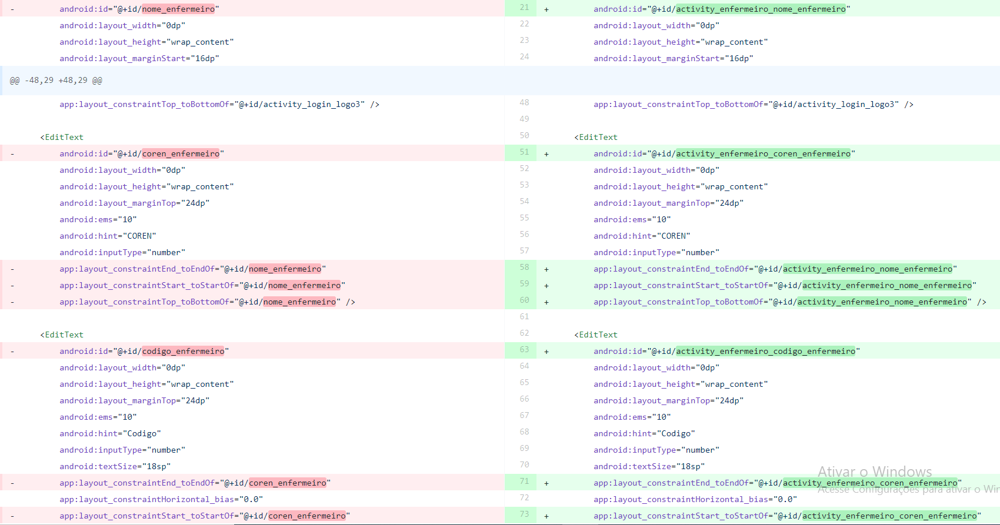 - android:id="@+id/nome_enfermeiro" 21 + android:id="@+id/activity_enfermeiro_nome_enfermeiro"
android:layout_width="0dp" 22 android:layout_width="0dp"
android:layout_height="wrap_content" 23 android:layout_height="wrap_content"
android:layout_marginStart="16dp" 24 android:layout_marginStart="16dp"
@@ -48,29 +48,29 @@
app:layout_constraintTop_toBottomOf="@+id/activity_login_logo3" /> 48 app:layout_constraintTop_toBottomOf="@+id/activity_login_logo3" />
49
<EditText 50 <EditText
- android:id="@+id/coren_enfermeiro" 51 + android:id="@+id/activity_enfermeiro_coren_enfermeiro"
android:layout_width="0dp" 52 android:layout_width="0dp"
android:layout_height="wrap_content" 53 android:layout_height="wrap_content"
android:layout_marginTop="24dp" 54 android:layout_marginTop="24dp"
android:ems="10" 55 android:ems="10"
android:hint="COREN" 56 android:hint="COREN"
android:inputType="number" 57 android:inputType="number"
- app:layout_constraintEnd_toEndOf="@+id/nome_enfermeiro" 58 + app:layout_constraintEnd_toEndOf="@+id/activity_enfermeiro_nome_enfermeiro"
- app:layout_constraintStart_toStartOf="@+id/nome_enfermeiro" 59 + app:layout_constraintStart_toStartOf="@+id/activity_enfermeiro_nome_enfermeiro"
- app:layout_constraintTop_toBottomOf="@+id/nome_enfermeiro" /> 60 + app:layout_constraintTop_toBottomOf="@+id/activity_enfermeiro_nome_enfermeiro" />
61
<EditText 62 <EditText
- android:id="@+id/codigo_enfermeiro" 63 + android:id="@+id/activity_enfermeiro_codigo_enfermeiro"
android:layout_width="0dp" 64 android:layout_width="0dp"
android:layout_height="wrap_content" 65 android:layout_height="wrap_content"
android:layout_marginTop="24dp" 66 android:layout_marginTop="24dp"
android:ems="10" 67 android:ems="10"
android:hint="Codigo" 68 android:hint="Codigo"
android:inputType="number" 69 android:inputType="number"
android:textSize="18sp" 70 android:textSize="18sp"
Ativar o Windows
- app:layout_constraintEnd_toEndOf="@+id/coren_enfermeiro" 71 + app:layout_constraintEnd_toEndOf="@+id/activity_enfermeiro_coren_enfermeiro"
Acesse Configurações para ativar o Win
app:layout_constraintHorizontal_bias="0.0" 72 app:layout_constraintHorizontal_bias="0.0"
- app:layout_constraintStart_toStartOf="@+id/coren_enfermeiro" 73 + app:layout_constraintStart_toStartOf="@+id/activity_enfermeiro_coren_enfermeiro"